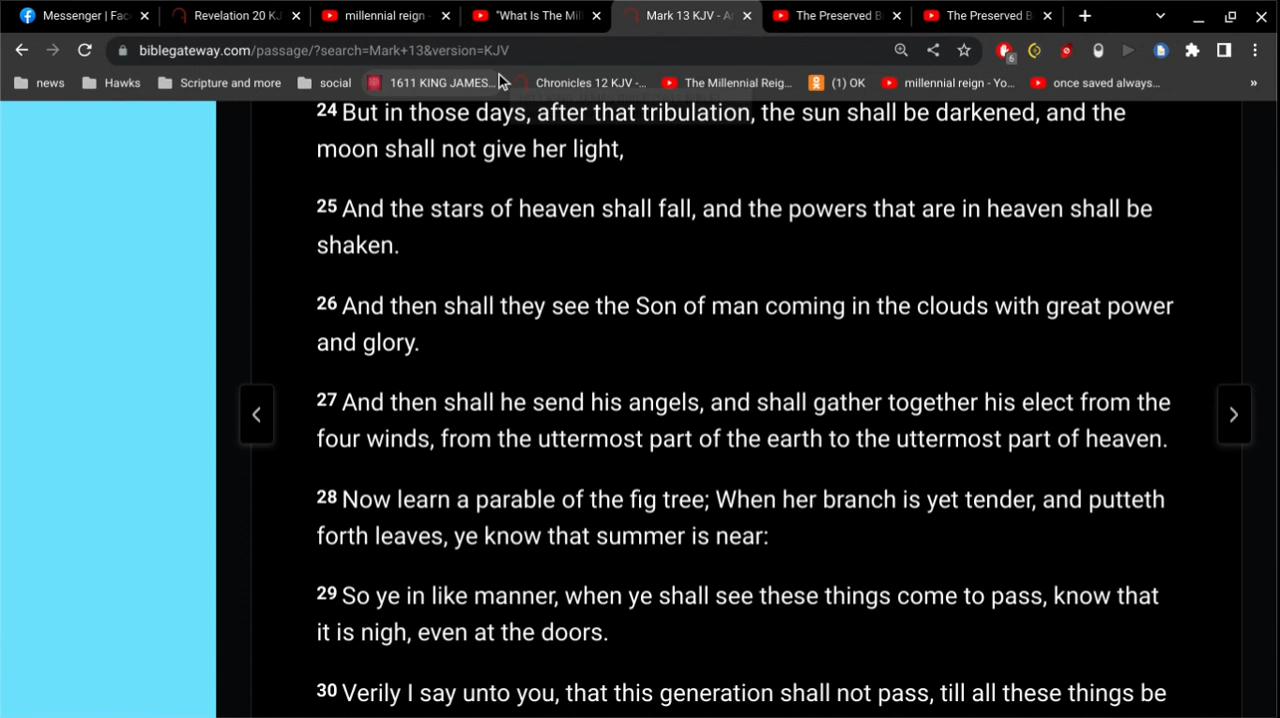 Messenger | Fac
Revelation 20 KJ
millennial reign -
"What Is The Mil
Mark 13 KJV - A
The Preserved B
The Preserved B
biblegateway.com/passage/?search=Mark+13&version=KJV
6
news
Hawks
Scripture and more
social
1611 KING JAMES...
Chronicles 12 KJV -...
The Millennial Reig...
(1) OK
millennial reign - Yo...
once saved always...
»
24 But in those days, after that tribulation, the sun shall be darkened, and the
moon shall not give her light,
25 And the stars of heaven shall fall, and the powers that are in heaven shall be
shaken.
26 And then shall they see the Son of man coming in the clouds with great power
and glory.
27 And then shall he send his angels, and shall gather together his elect from the
four winds, from the uttermost part of the earth to the uttermost part of heaven.
28 Now learn a parable of the fig tree; When her branch is yet tender, and putteth
forth leaves, ye know that summer is near:
29 So ye in like manner, when ye shall see these things come to pass, know that
it is nigh, even at the doors.
30 Verily I say unto you, that this generation shall not pass, till all these things be